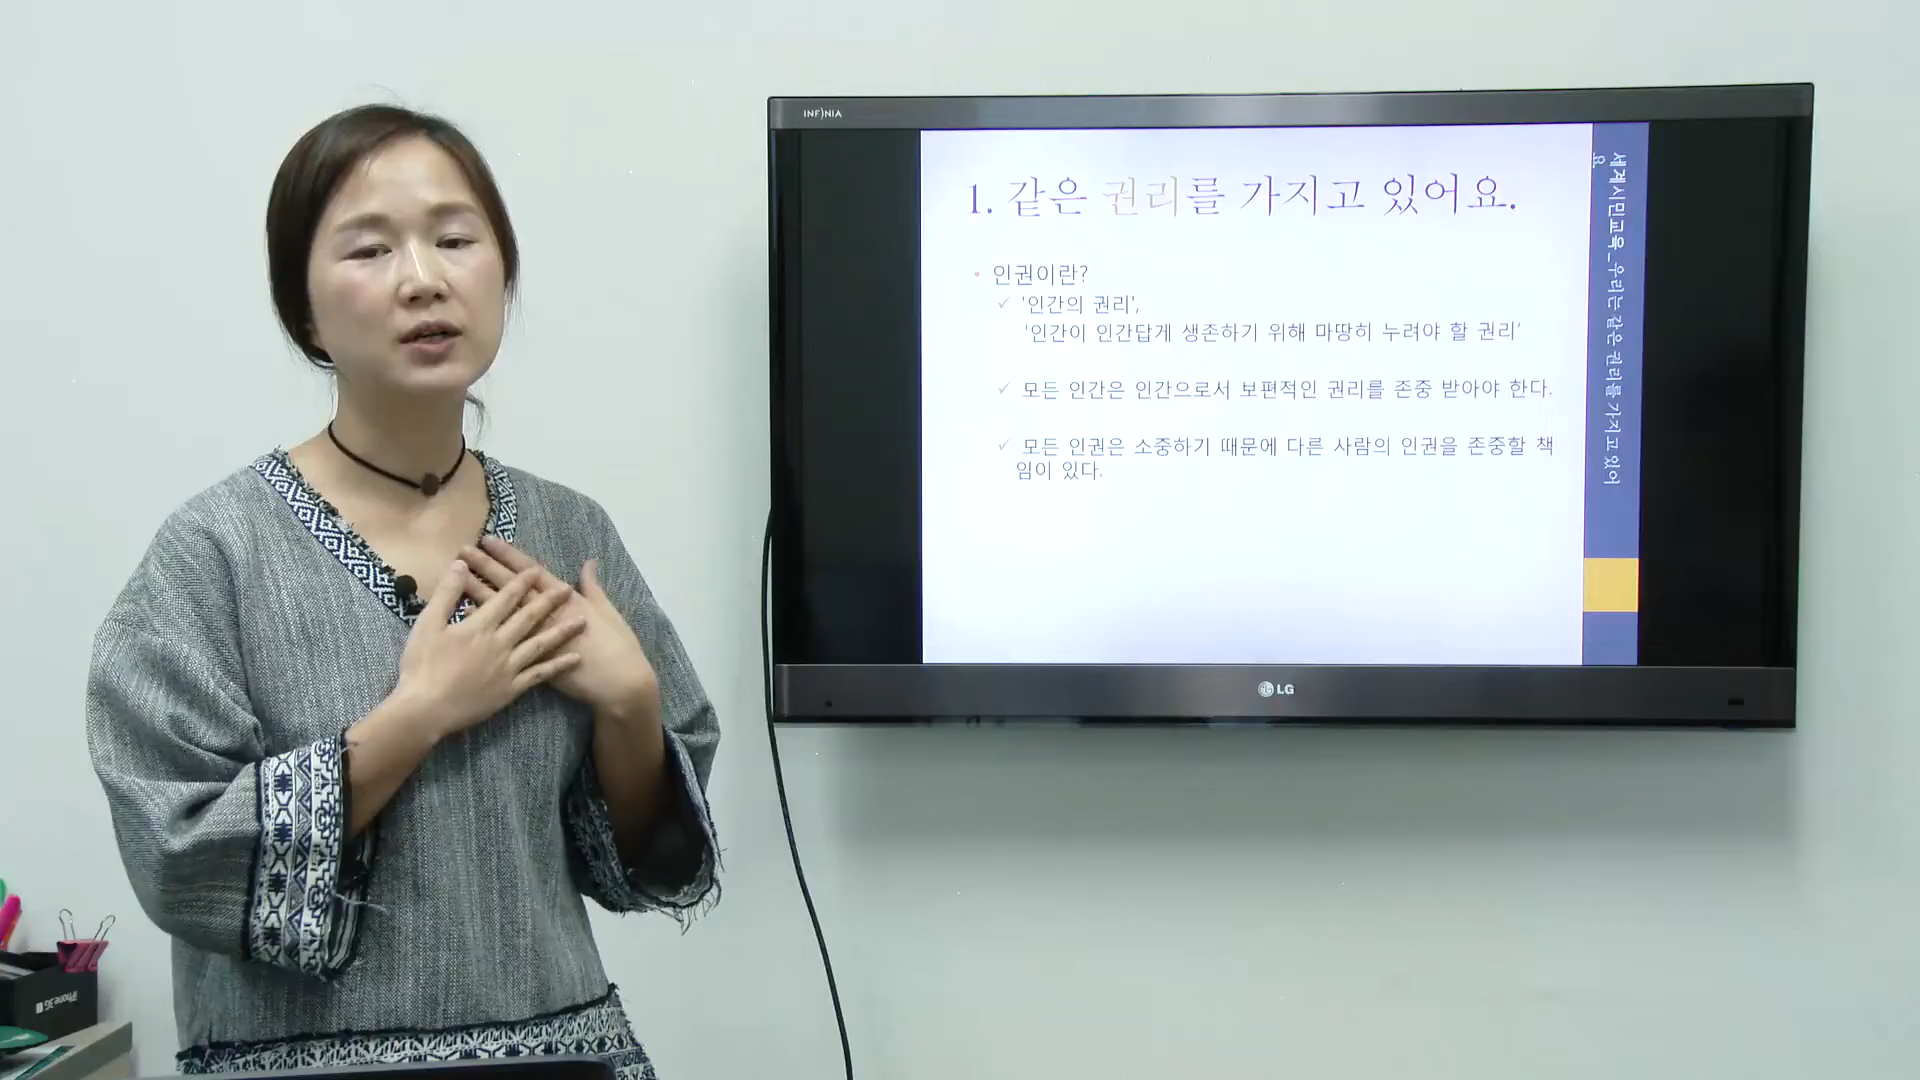 INFINIA
1. 같은 권리를 가지고 있어요.
인권이란?
✓ '인간의 권리',
'인간이 인간답게 생존하기 위해 마땅히 누려야 할 권리'
✓ 모든 인간은 인간으로서 보편적인 권리를 존중 받아야 한다.
✓ 모든 인권은 소중하기 때문에 다른 사람의 인권을 존중할 책
임이 있다.
세계시민교육_우리는 같은 권리를 가지고 있어
요
LG
iPhone 3G